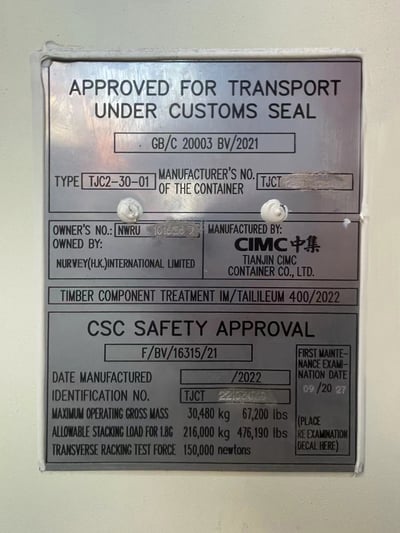 APPROVED FOR TRANSPORT
UNDER CUSTOMS SEAL
GB/C 20003 BV/2021
TYPE TJC2-30-01
MANUFACTURER'S NO.
OF THE CONTAINER
TJCT
OWNER'S NO.: NWRU
OWNED BY:
NURVEY(H.K)INTERNATIONAL LIMITED
MANUFACTURED BY:
CIMC中集
TIANJIN CIMC
CONTAINER CO., LTD.
TIMBER COMPONENT TREATMENT IM/TAILILEUM 400/2022
CSC SAFETY APPROVAL
F/BV/16315/21
DATE MANUFACTURED /2022
IDENTIFICATION NO. TJCT
MAXIMUM OPERATING GROSS MASS 30,480 kg 67,200 lbs
ALLOWABLE STACKING LOAD FOR 1.8G 216,000 kg 476,190 lbs
TRANSVERSE RACKING TEST FORCE 150,000 newtons
FIRST MAINTE-
NANCE EXAMI-
NATION DATE
09/20 27
(PLACE
RE EXAMINATION
DECAL HERE)